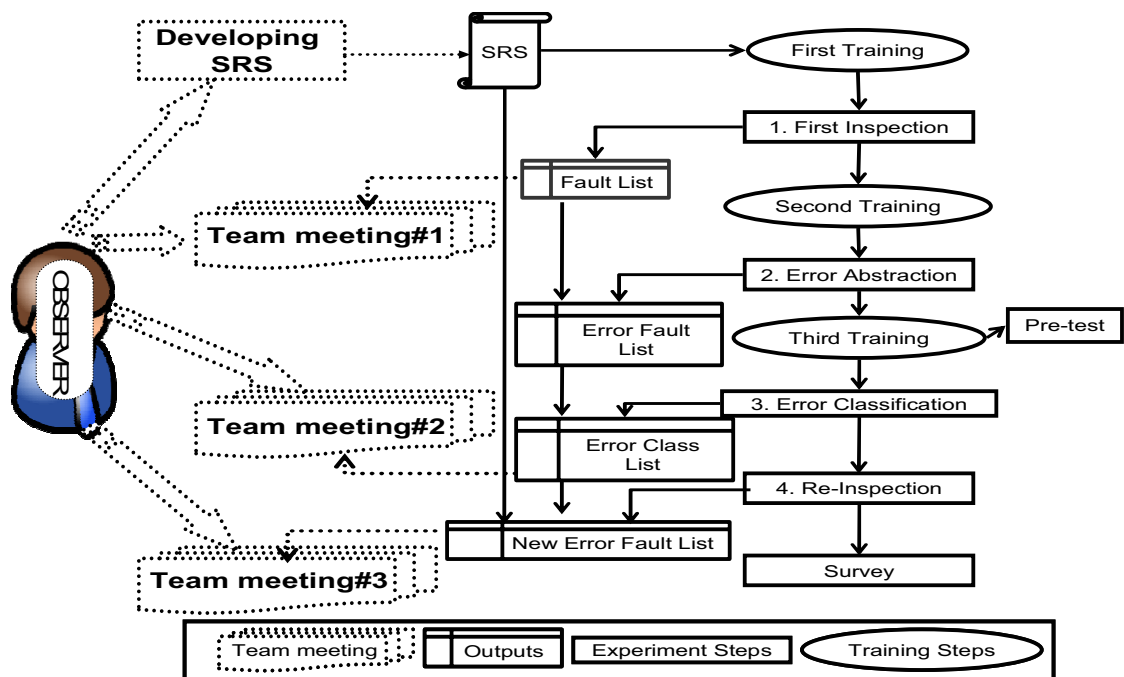 Developing
SRS
SRS
First Training
1. First Inspection
Fault List
Second Training
Team meeting#1
2. Error Abstraction
OBSERVER
Error Fault
List
Third Training
Pre-test
3. Error Classification
Team meeting#2
Error Class
List
4. Re-Inspection
New Error Fault List
Team meeting#3
Survey
Team meeting
Outputs
Experiment Steps
Training Steps